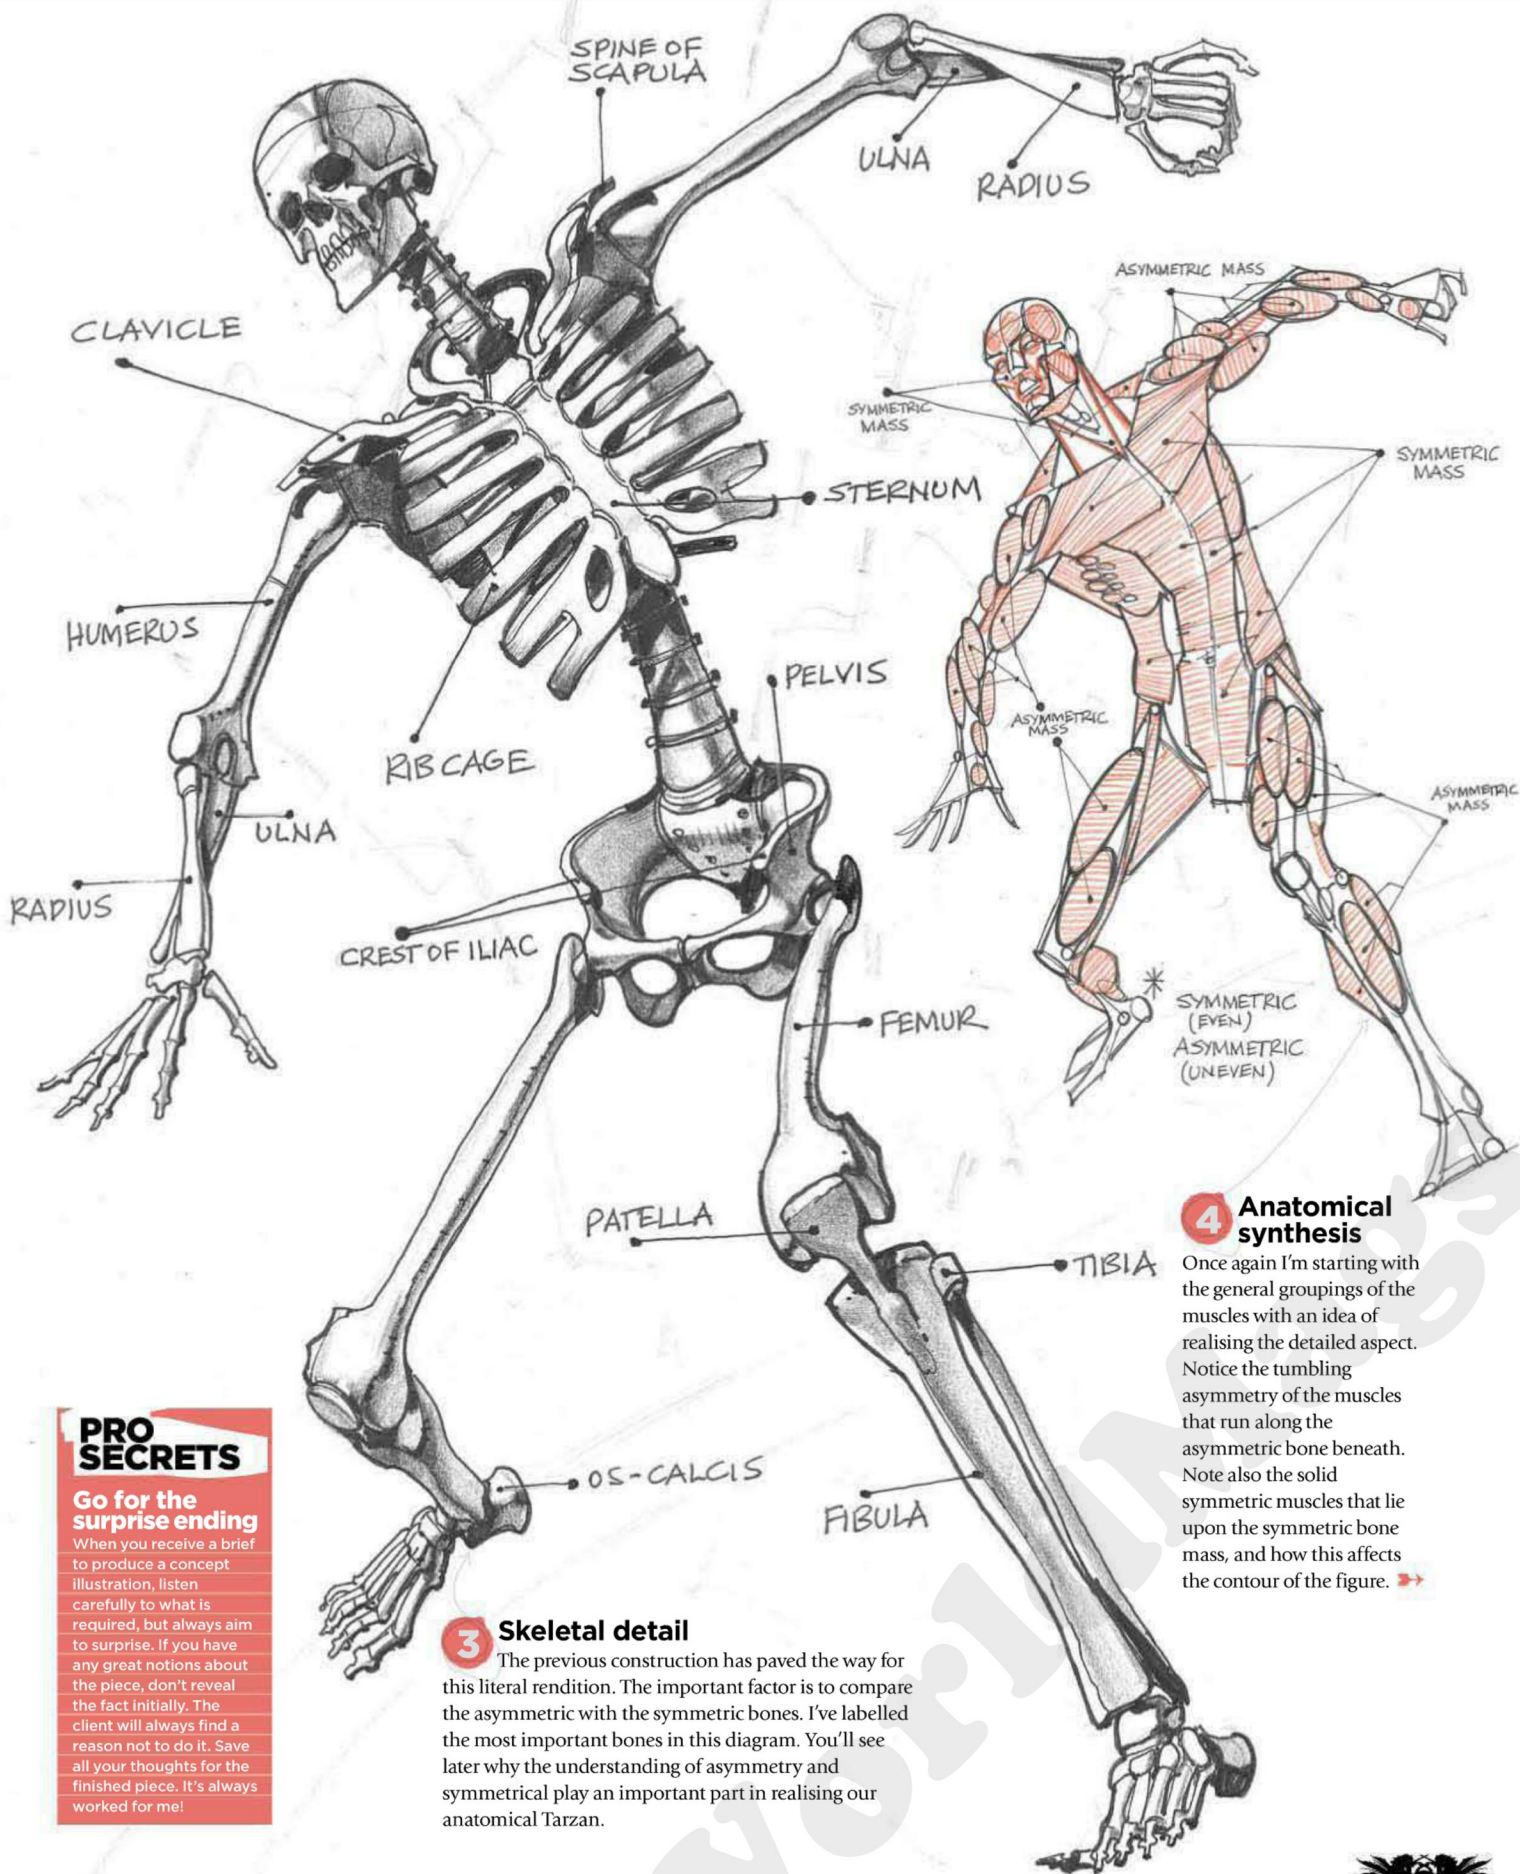 SPINE OF
SCAPULA
ULNA
RADIUS
CLAVICLE
STERNUM
HUMERUS
PELVIS
RIB CAGE
ULNA
RADIUS
CREST OF ILIAC
FEMUR
PATELLA
TIBIA
OS-CALCIS
FIBULA
ASYMMETRIC MASS
SYMMETRIC
MASS
SYMMETRIC
MASS
ASYMMETRIC
MASS
ASYMMETRIC
MASS
SYMMETRIC
(EVEN)
ASYMMETRIC
(UNEVEN)
PRO
SECRETS
Go for the
surprise ending
When you receive a brief
to produce a concept
illustration, listen
carefully to what is
required, but always aim
to surprise. If you have
any great notions about
the piece, don't reveal
the fact initially. The
client will always find a
reason not to do it. Save
all your thoughts for the
finished piece. It's always
worked for me!
3 Skeletal detail
The previous construction has paved the way for
this literal rendition. The important factor is to compare
the asymmetric with the symmetric bones. I've labelled
the most important bones in this diagram. You'll see
later why the understanding of asymmetry and
symmetrical play an important part in realising our
anatomical Tarzan.
4 Anatomical
synthesis
Once again I'm starting with
the general groupings of the
muscles with an idea of
realising the detailed aspect.
Notice the tumbling
asymmetry of the muscles
that run along the
asymmetric bone beneath.
Note also the solid
symmetric muscles that lie
upon the symmetric bone
mass, and how this affects
the contour of the figure.
WorldMags